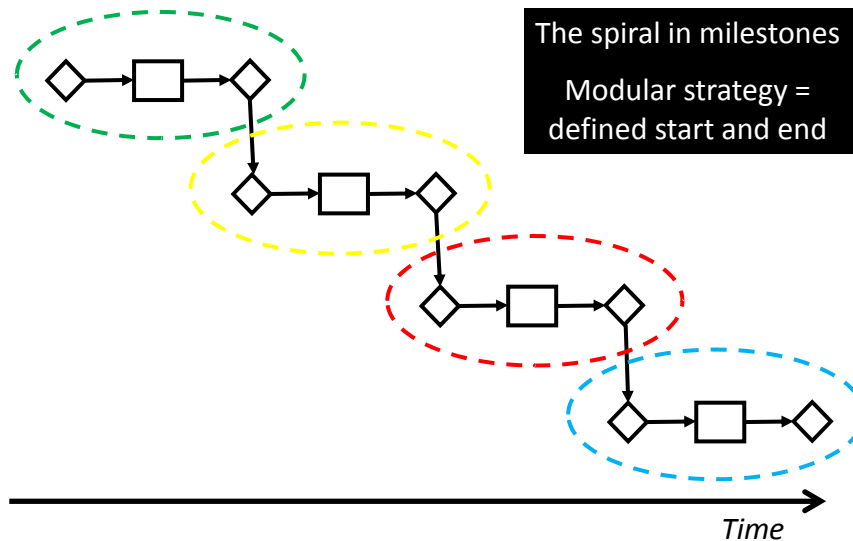 The spiral in milestones
Modular strategy =
defined start and end
Time